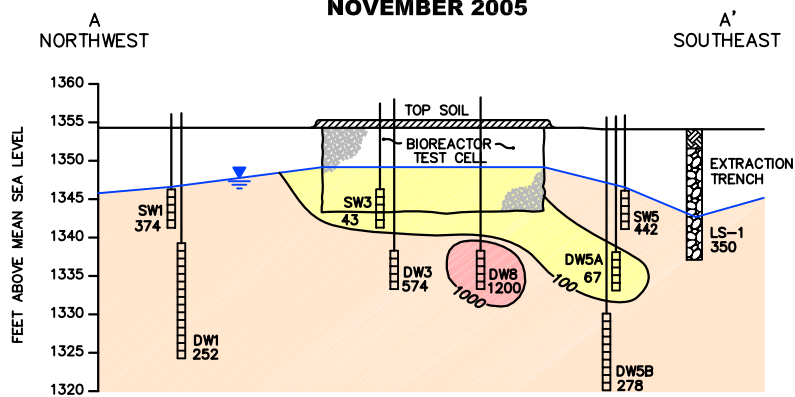 NOVEMBER 2005
A
NORTHWEST
A'
SOUTHEAST
FEET ABOVE MEAN SEA LEVEL
1360
1355
1350
1345
1340
1335
1330
1325
1320
TOP SOIL
BIOREACTOR
TEST CELL
EXTRACTION
TRENCH
SW1
374
SW3
43
SW5
442
LS-1
350
DW3
574
DW8
1200
1000
DW5A
67
100
DW1
252
DW5B
278